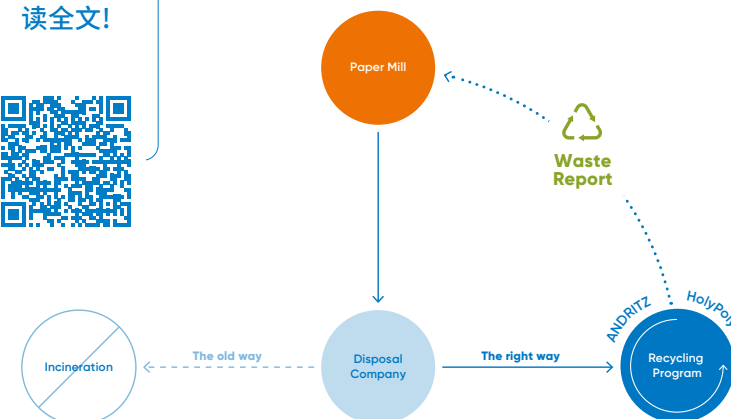 读全文!
Paper Mill
Waste
Report
ANDRITZ
HolyPoly
The old way
The right way
Incineration
Disposal
Company
Recycling
Program